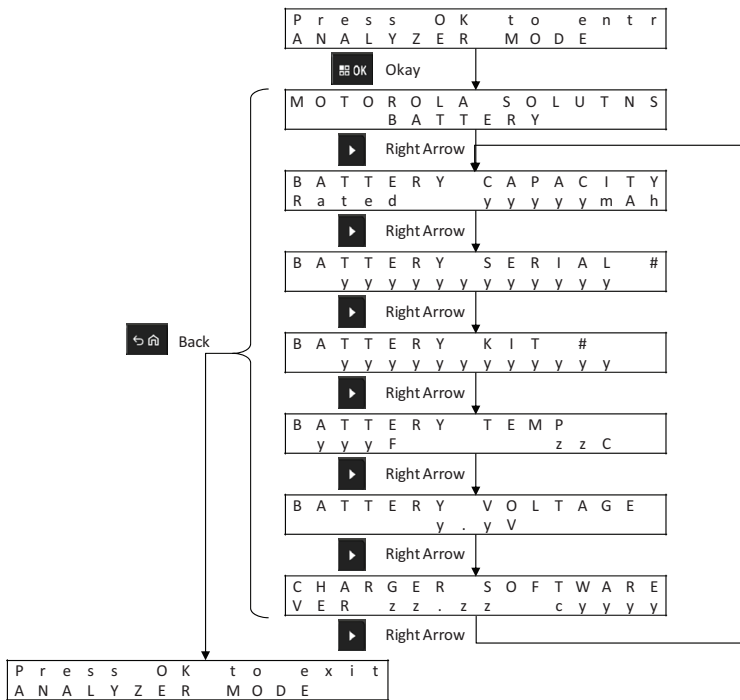 Press OK to entr
ANALYZER MODE
OK Okay
MOTOROLA SOLUTNS
BATTERY
Right Arrow
BATTERY CAPACITY
Rated yyyyymAh
Right Arrow
BATTERY SERIAL #
yyyyyyyyyyyy
Right Arrow
Back
BATTERY KIT #
yyyyyyyyyyyy
Right Arrow
BATTERY TEMP
yyyF zzC
Right Arrow
BATTERY VOLTAGE
y.yV
Right Arrow
CHARGER SOFTWARE
VER zz.zz cyyyy
Right Arrow
Press OK to exit
ANALYZER MODE